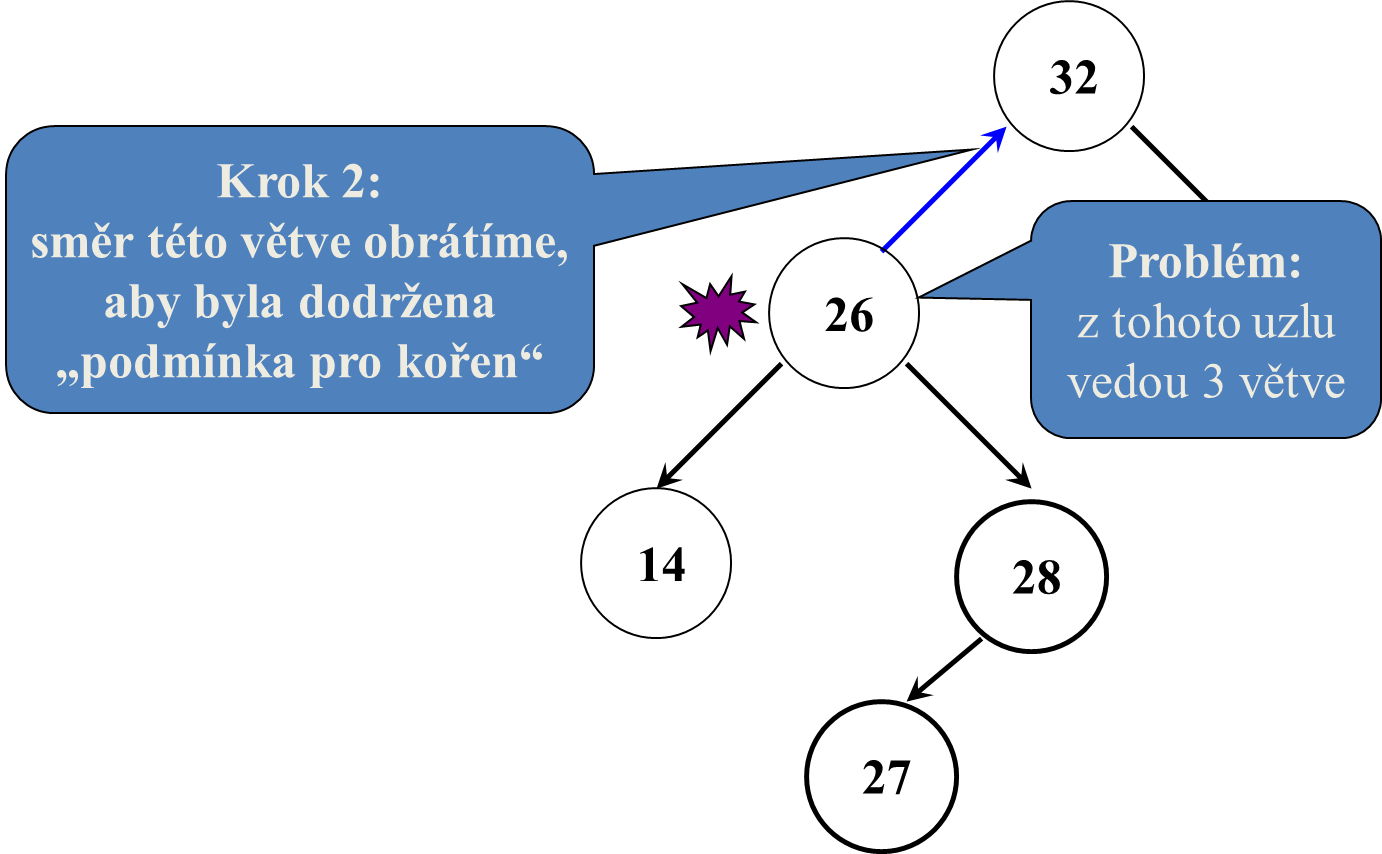 32
Krok 2:
směr této větve obrátíme,
aby byla dodržena
„podmínka pro kořen“
Problém:
z tohoto uzlu
vedou 3 větve
26
14
28
27